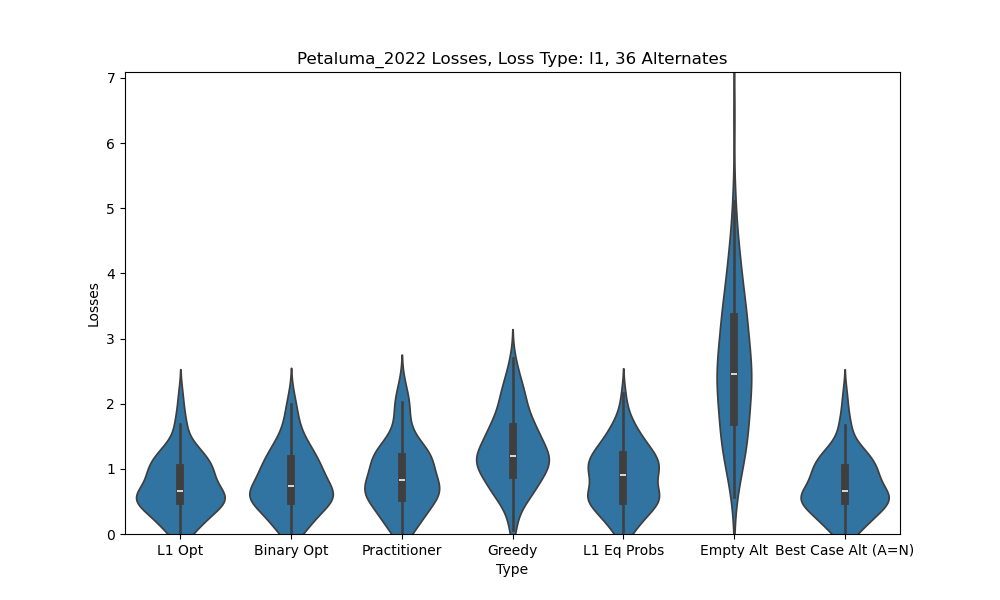 Petaluma_2022 Losses, Loss Type: l1, 36 Alternates
7
6
5
4
3
2
1
0
Losses
L1 Opt
Binary Opt
Practitioner
Greedy
L1 Eq Probs
Empty Alt
Best Case Alt (A=N)
Type